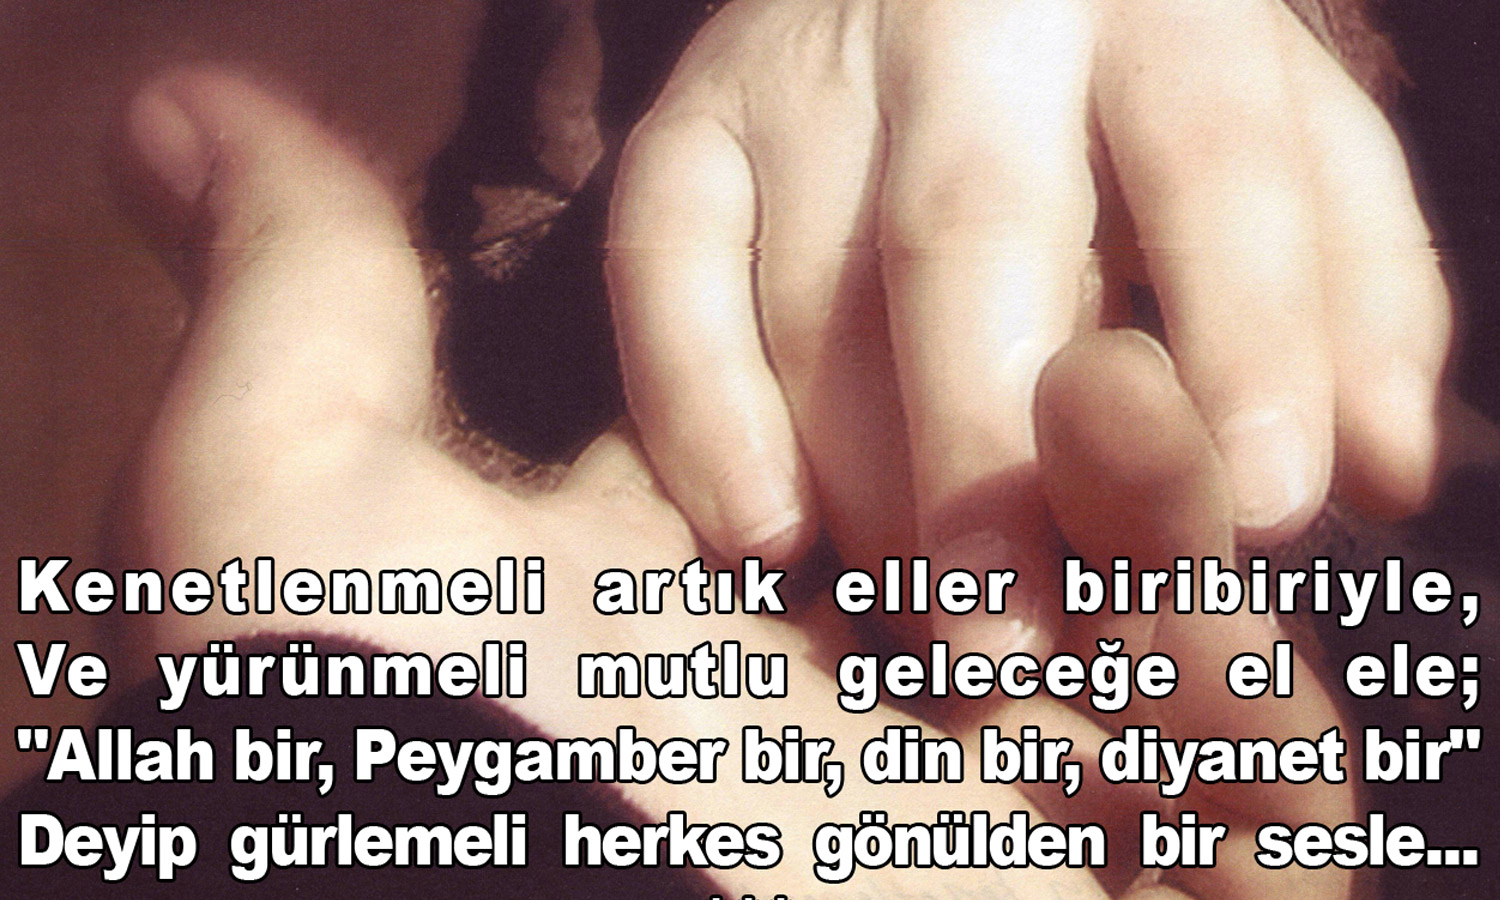 Kenetlenmeli artık eller biribiriyle,
Ve yürünmeli mutlu geleceğe el ele;
"Allah bir, Peygamber bir, din bir, diyanet bir"
Deyip gürlemeli herkes gönülden bir sesle...